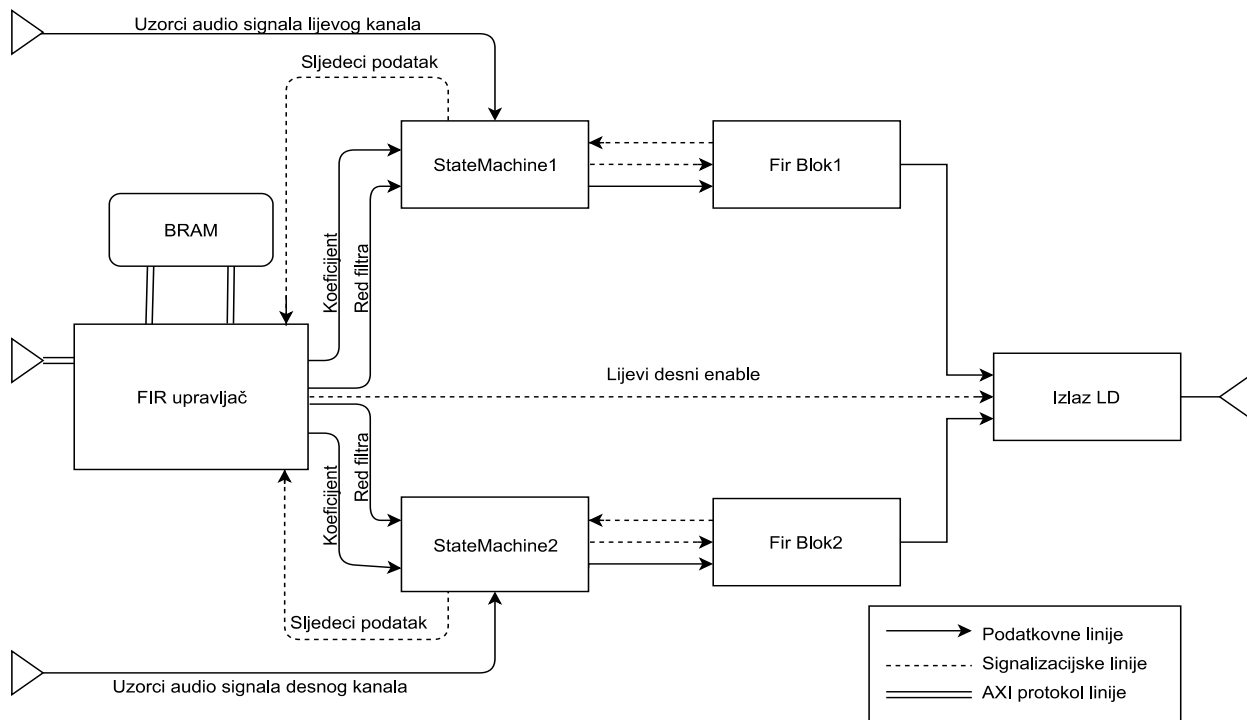 Uzorci audio signala lijevog kanala
Sljedeci podatak
StateMachine1
Fir Blok1
BRAM
Koeficijent
Red filtra
FIR upravljač
Lijevi desni enable
Izlaz LD
Koeficijent
Red filtra
StateMachine2
Fir Blok2
Sljedeci podatak
Uzorci audio signala desnog kanala
Podatkovne linije
Signalizacijske linije
AXI protokol linije